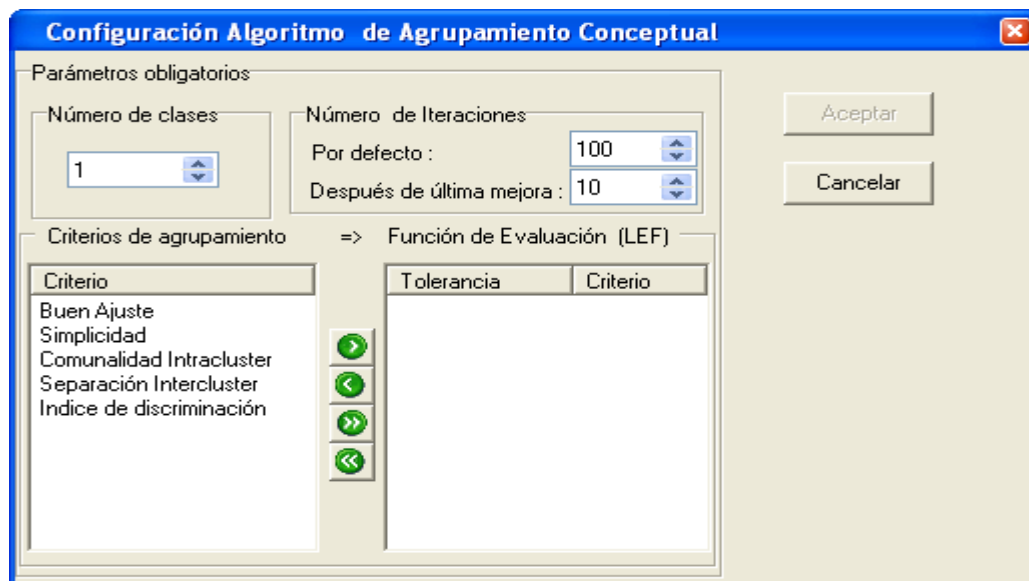 Configuración Algoritmo de Agrupamiento Conceptual
Parámetros obligatorios
Número de clases
1
Número de Iteraciones
Por defecto :
100
Después de última mejora :
10
Aceptar
Cancelar
Criterios de agrupamiento => Función de Evaluación (LEF)
Criterio
Buen Ajuste
Simplicidad
Comunalidad Intracluster
Separación Intercluster
Indice de discriminación
Tolerancia Criterio